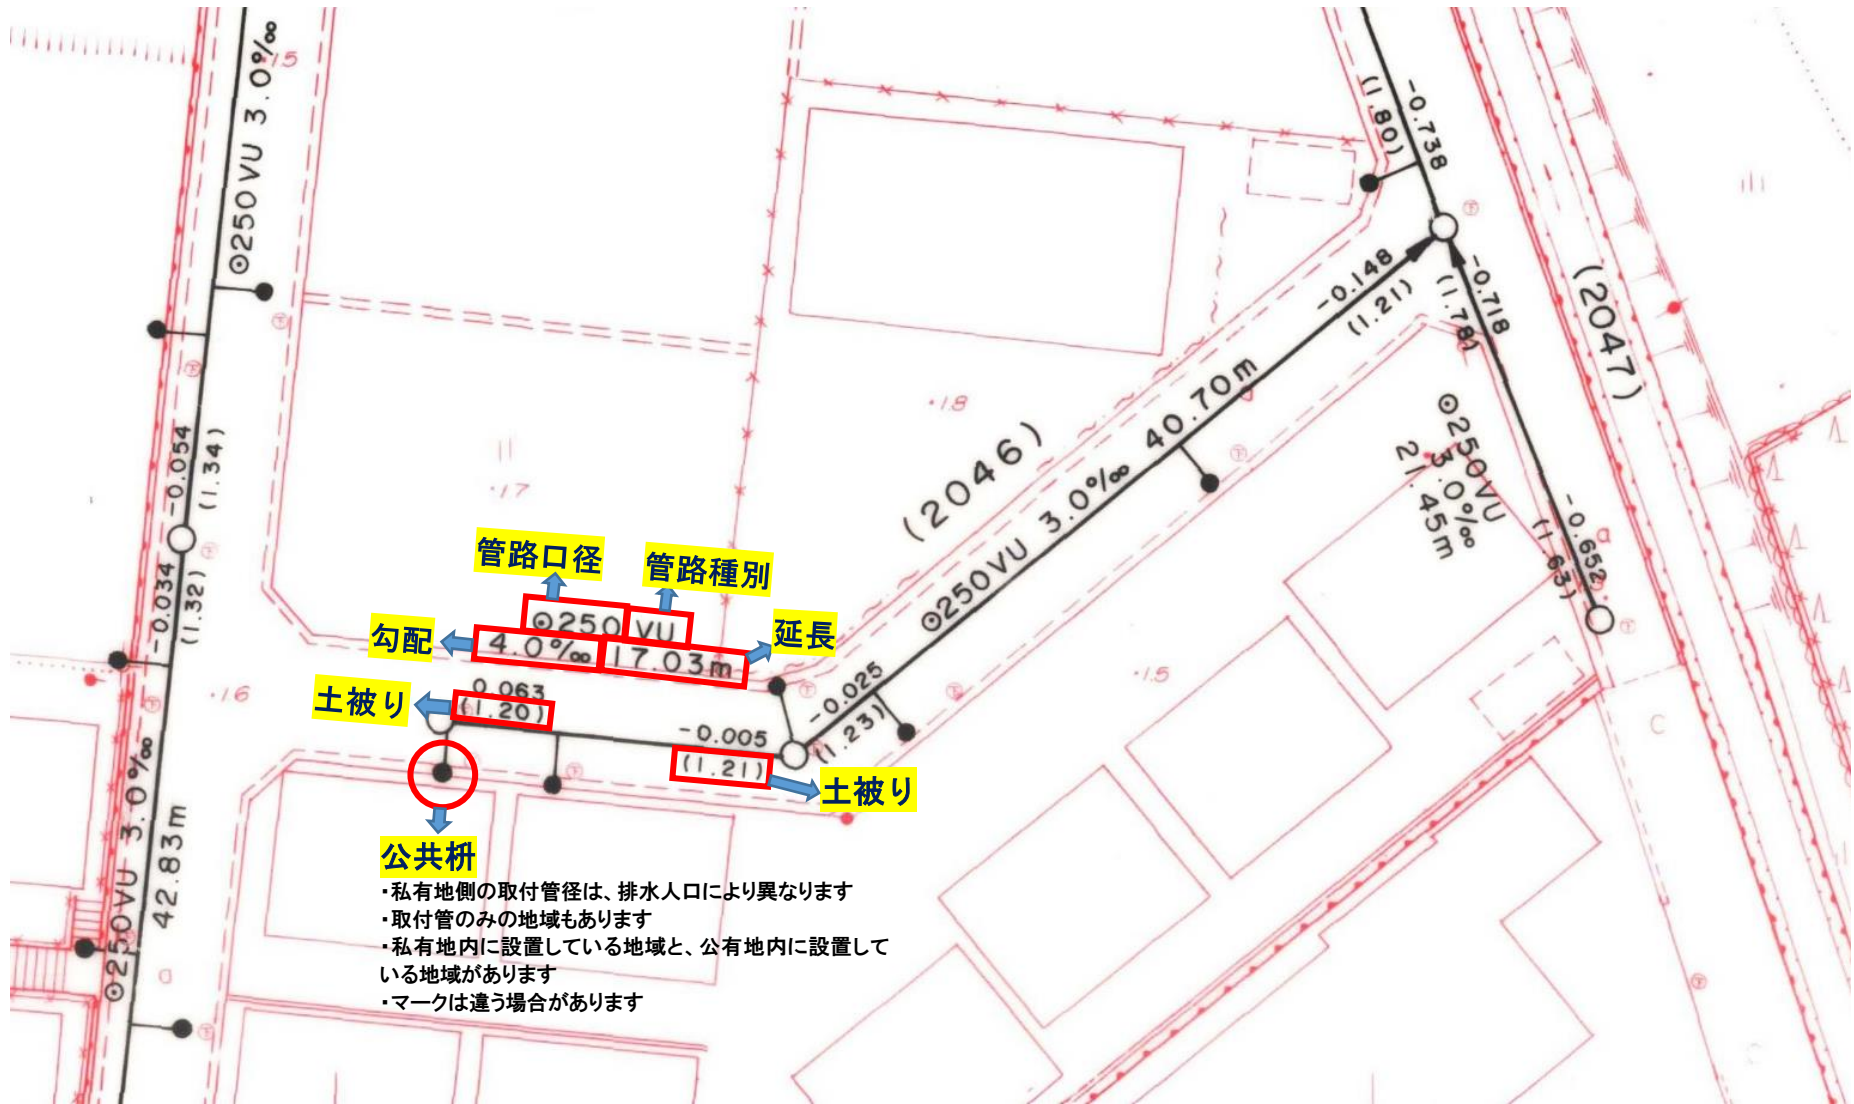 ⊙250VU 3.0‰
15
-0.738
(1.80)
-0.148
(1.21)
-0.718
(1.78)
(2047)
⊙250VU
3.0‰
21.45m
-0.652
(1.63)
40.70m
⊙250VU 3.0‰
(2046)
・18
・17
・15
・16
-0.054
(1.34)
-0.034
(1.32)
管路口径
管路種別
⊙250 VU
勾配
4.0‰ 17.03m
延長
土被り
0.063
(1.20)
-0.005
(1.21)
土被り
-0.025
(1.23)
⊙250VU 3.0‰
42.83m
公共枡
・私有地側の取付管径は、排水人口により異なります
・取付管のみの地域もあります
・私有地内に設置している地域と、公有地内に設置して
いる地域があります
・マークは違う場合があります